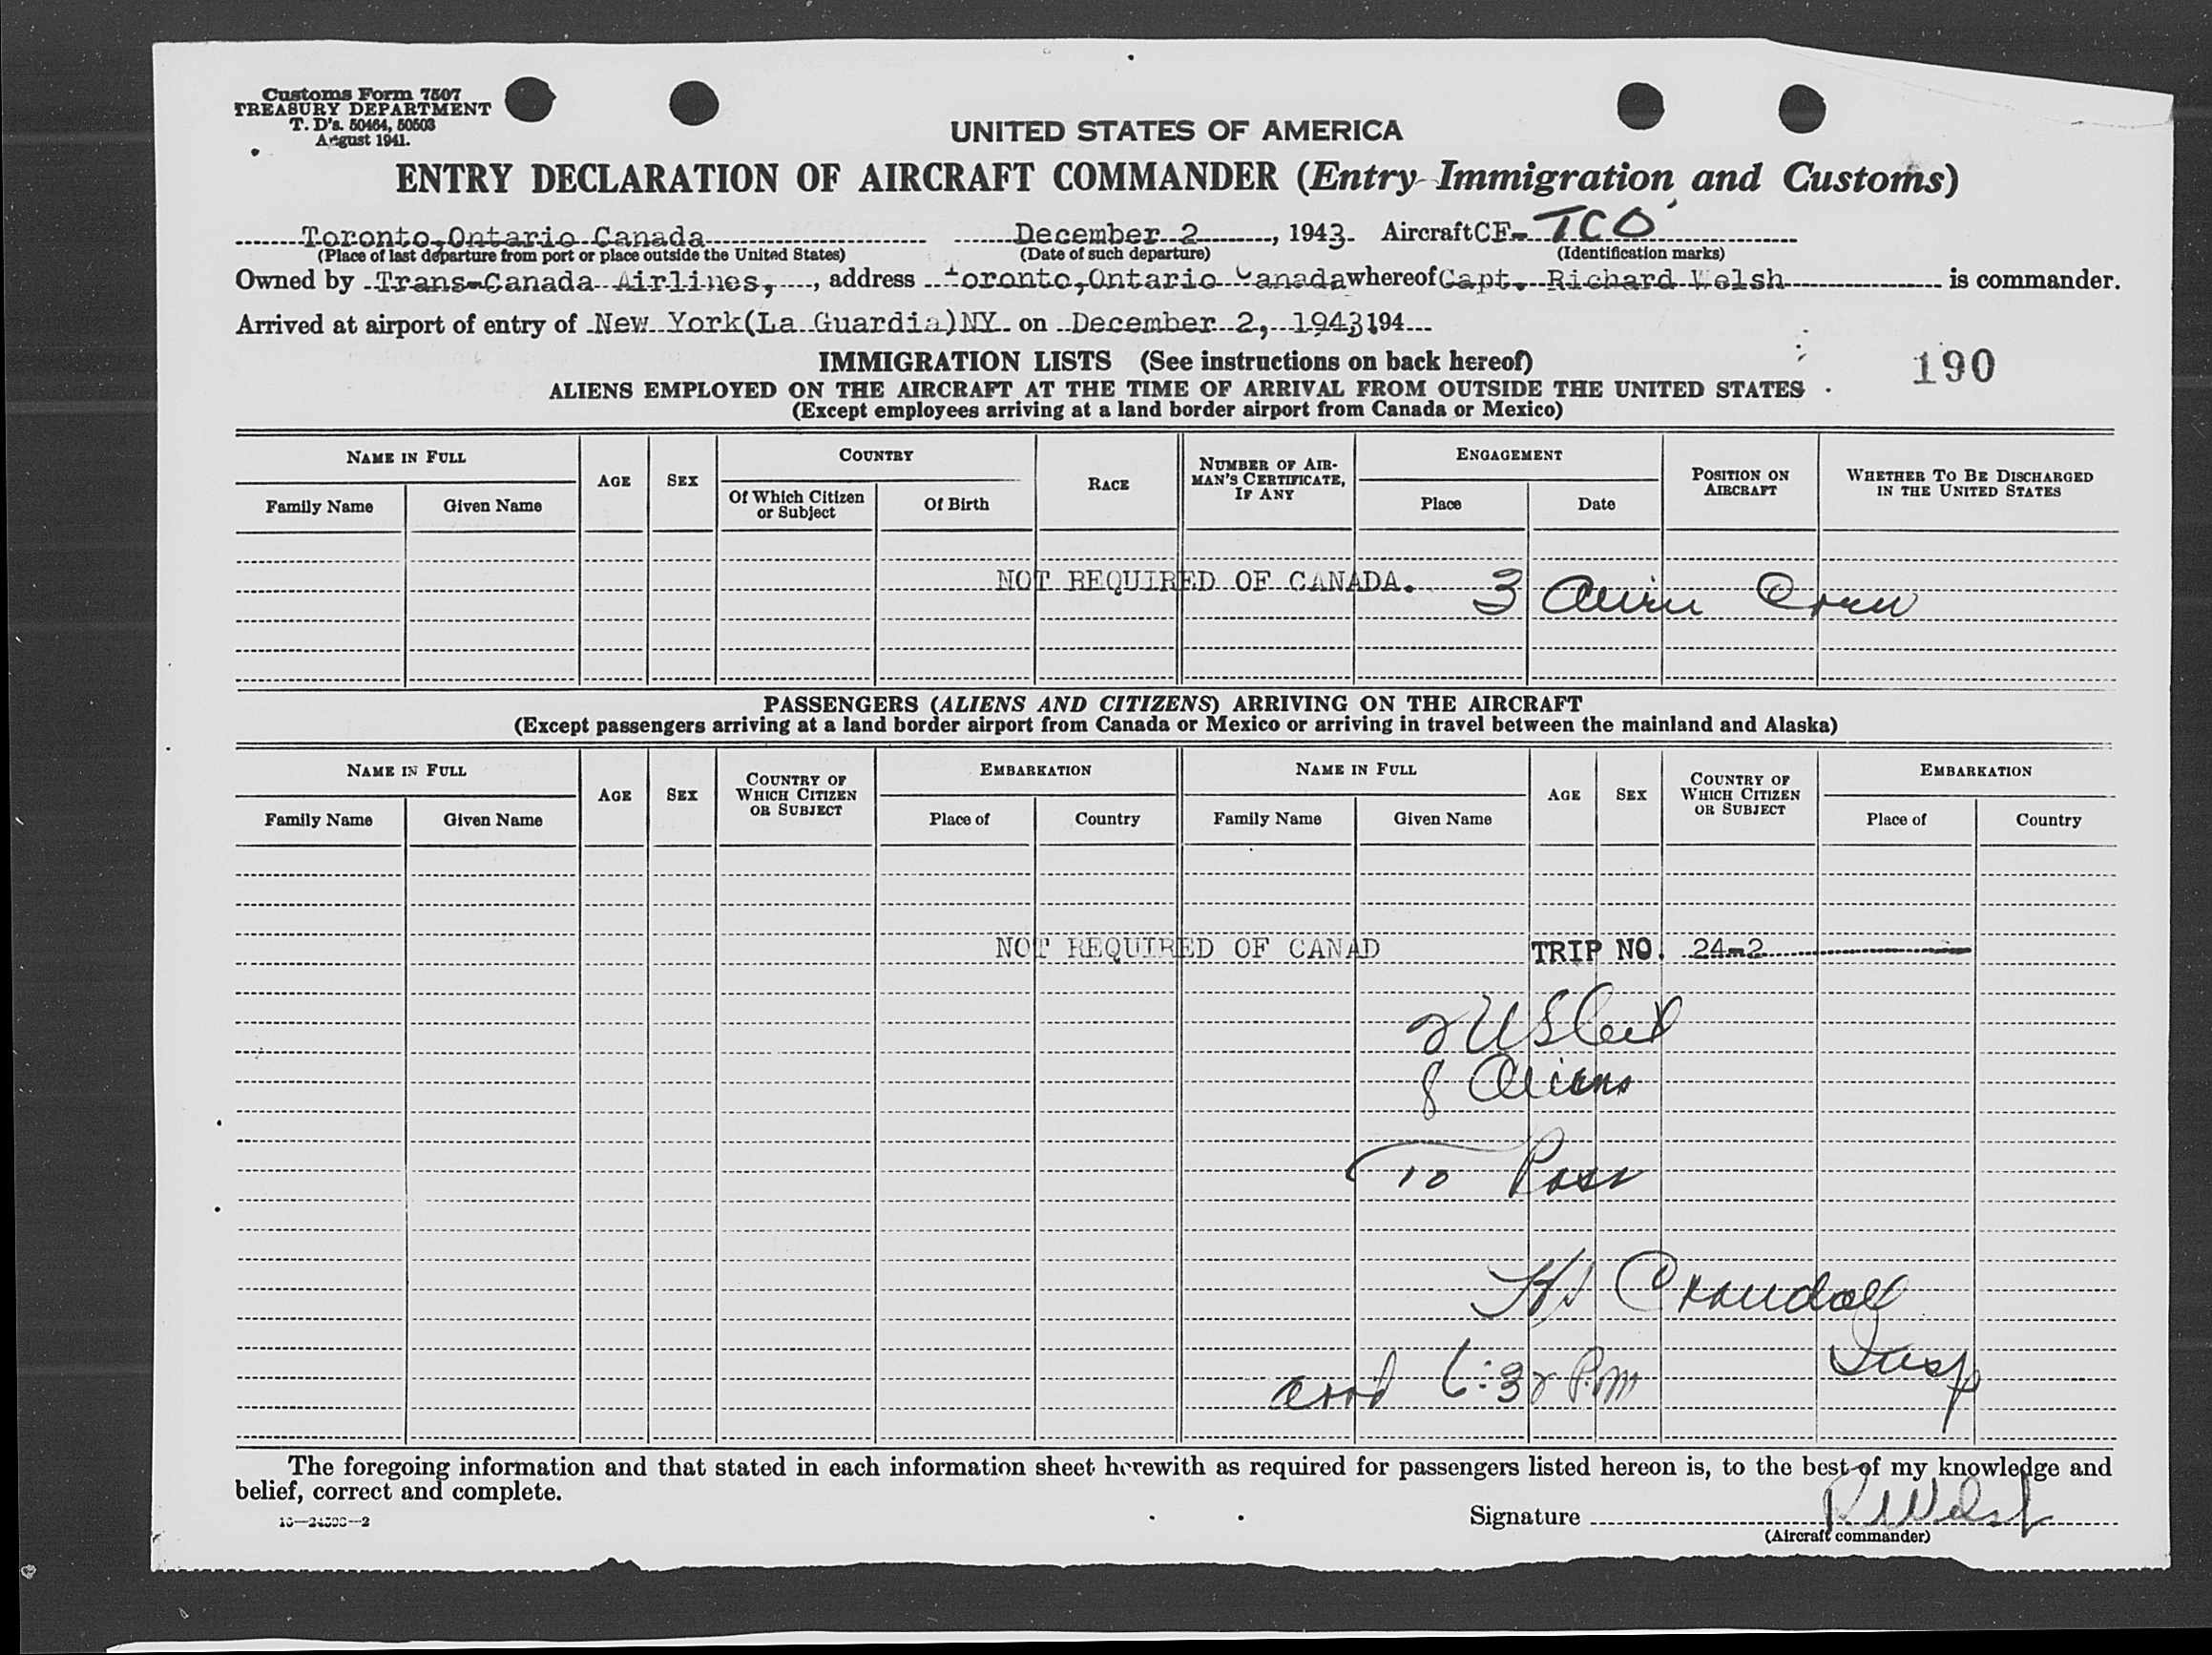 Customs Form 7507
TREASURY DEPARTMENT
T. D's. 50464, 50503
August 1941.
UNITED STATES OF AMERICA
ENTRY DECLARATION OF AIRCRAFT COMMANDER (Entry Immigration and Customs)
Toronto,Ontario Canada December 2, 1943. Aircraft CF- TCO
(Place of last departure from port or place outside the United States) (Date of such departure) (Identification marks)
Owned by Trans-Canada Airlines, , address Toronto,Ontario Canada whereof Capt. Richard Welsh is commander.
Arrived at airport of entry of New York(La Guardia)NY on December 2, 1943 194
IMMIGRATION LISTS (See instructions on back hereof)
190
ALIENS EMPLOYED ON THE AIRCRAFT AT THE TIME OF ARRIVAL FROM OUTSIDE THE UNITED STATES
(Except employees arriving at a land border airport from Canada or Mexico)
NAME IN FULL AGE SEX COUNTRY RACE NUMBER OF AIR-MAN'S CERTIFICATE, IF ANY ENGAGEMENT POSITION ON AIRCRAFT WHETHER TO BE DISCHARGED IN THE UNITED STATES
Family Name Given Name Of Which Citizen or Subject Of Birth Place Date
NOT REQUIRED OF CANADA. 3 Alien Crew
PASSENGERS (ALIENS AND CITIZENS) ARRIVING ON THE AIRCRAFT
(Except passengers arriving at a land border airport from Canada or Mexico or arriving in travel between the mainland and Alaska)
NAME IN FULL AGE SEX COUNTRY OF WHICH CITIZEN OR SUBJECT EMBARKATION NAME IN FULL AGE SEX COUNTRY OF WHICH CITIZEN OR SUBJECT EMBARKATION
Family Name Given Name Place of Country Family Name Given Name Place of Country
NOT REQUIRED OF CANAD TRIP NO. 24-2
2 US Cit
8 Aliens
10 Pass
Crandall
Insp
arrd 6:32 P.m
The foregoing information and that stated in each information sheet herewith as required for passengers listed hereon is, to the best of my knowledge and
belief, correct and complete.
Signature R Welsh
(Aircraft commander)